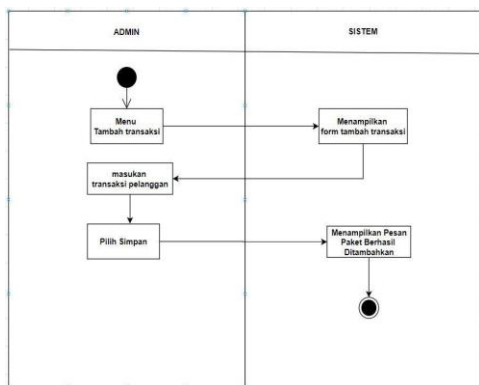 ADMIN
SISTEM
Menu
Tambah transaksi
Menampilkan
form tambah transaksi
masukan
transaksi pelanggan
Pilih Simpan
Menampilkan Pesan
Paket Berhasil
Ditambahkan